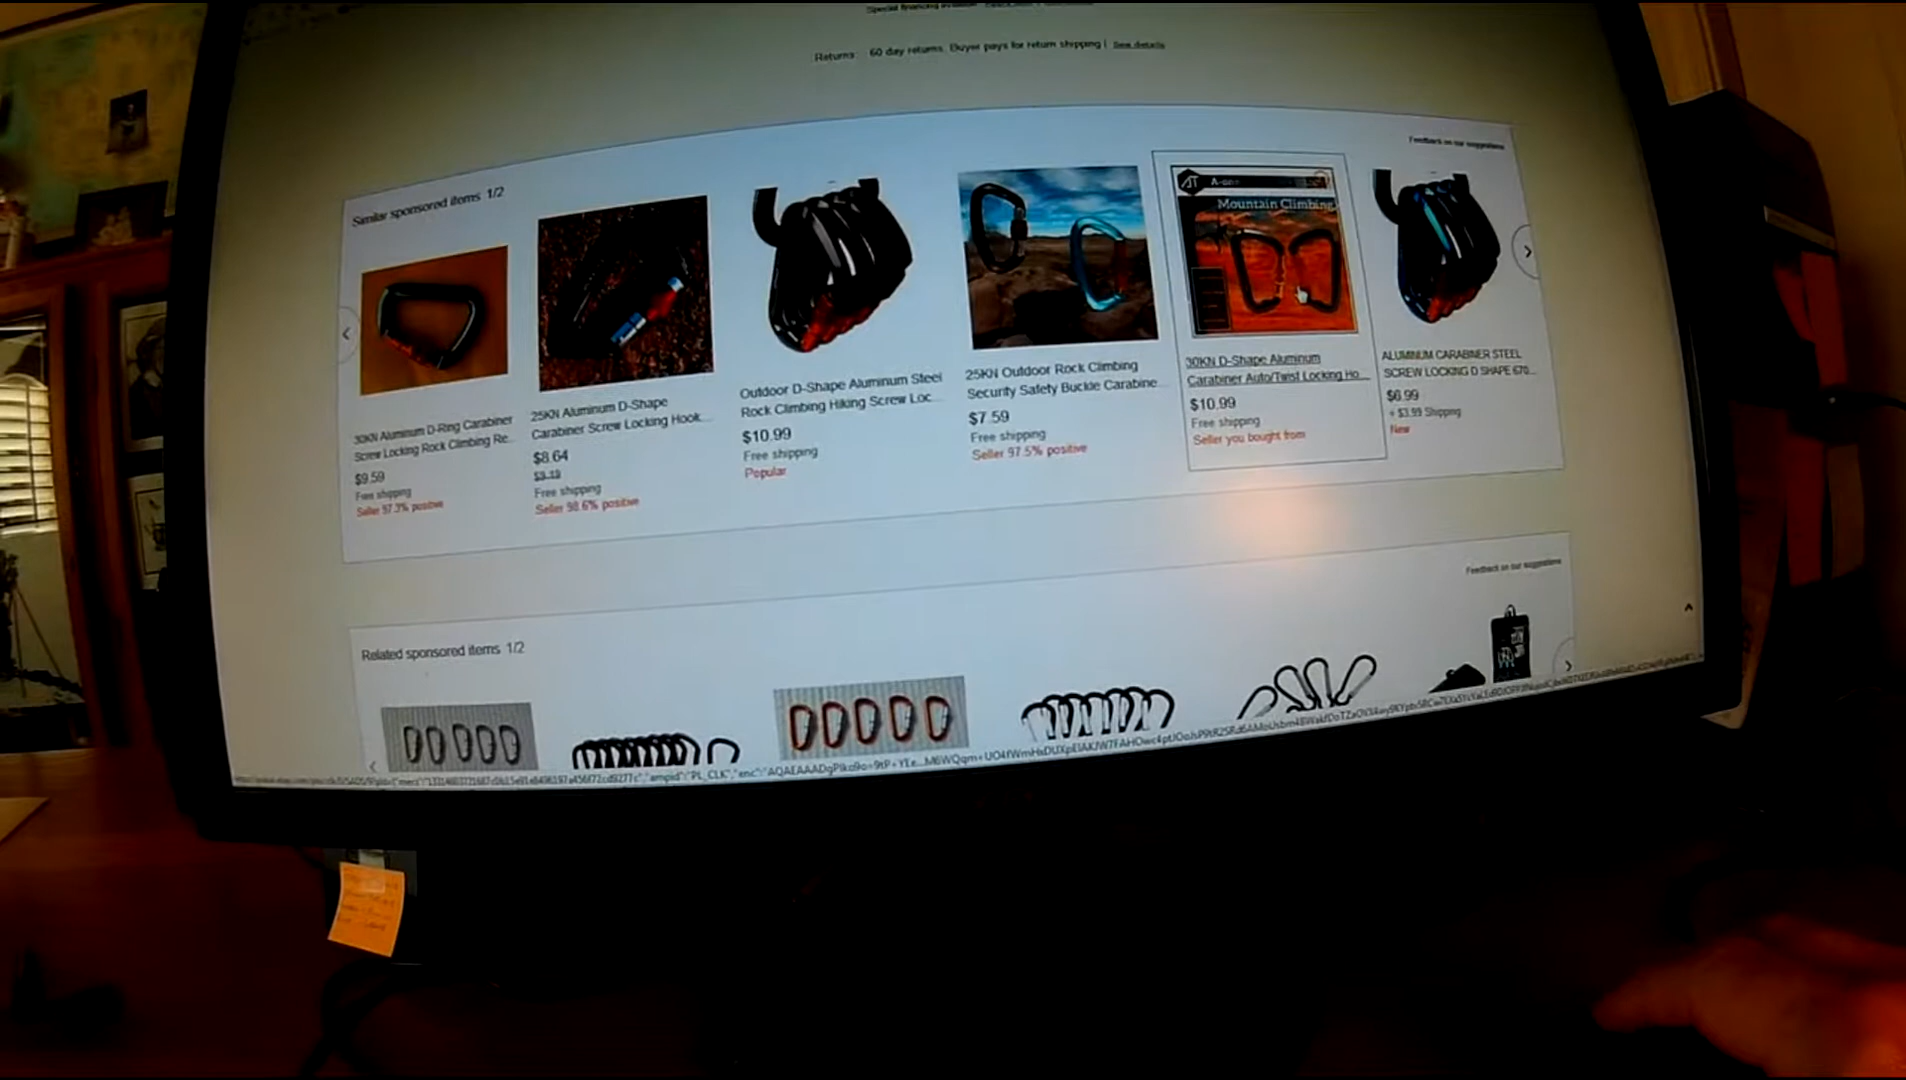 Special financing available
Returns: 60 day returns. Buyer pays for return shipping | See details
Feedback on our suggestions
Similar sponsored items 1/2
30KN Aluminum D-Ring Carabiner
Screw Locking Rock Climbing Re...
$9.59
Free shipping
Seller 97.3% positive
25KN Aluminum D-Shape
Carabiner Screw Locking Hook...
$8.64
Free shipping
Seller 98.6% positive
Outdoor D-Shape Aluminum Steel
Rock Climbing Hiking Screw Loc...
$10.99
Free shipping
Popular
25KN Outdoor Rock Climbing
Security Safety Buckle Carabine...
$7.59
Free shipping
Seller 97.5% positive
Mountain Climbing
30KN D-Shape Aluminum
Carabiner Auto/Twist Locking Ho...
$10.99
Free shipping
Seller you bought from
ALUMINUM CARABINER STEEL
SCREW LOCKING D SHAPE 670...
$6.99
+ $3.99 Shipping
New
Feedback on our suggestions
Related sponsored items 1/2